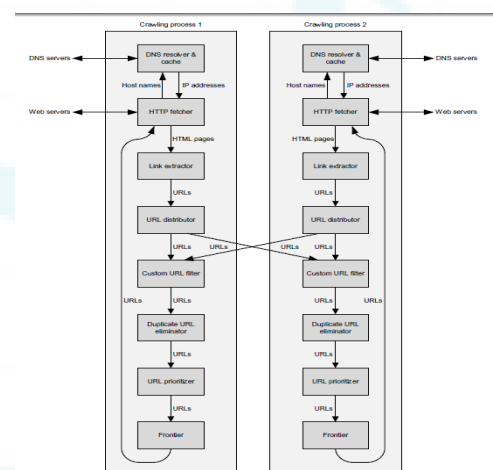 Crawling process 1
Crawling process 2
DNS servers
DNS resolver &
cache
DNS resolver &
cache
DNS servers
Host names
IP addresses
Host names
IP addresses
Web servers
HTTP fetcher
HTTP fetcher
Web servers
HTML pages
HTML pages
Link extractor
Link extractor
URLs
URLs
URL distributor
URL distributor
URLs
URLs
URLs
URLs
Custom URL filter
Custom URL filter
URLs
URLs
URLs
URLs
Duplicate URL
eliminator
Duplicate URL
eliminator
URLs
URLs
URL prioritizer
URL prioritizer
URLs
URLs
Frontier
Frontier